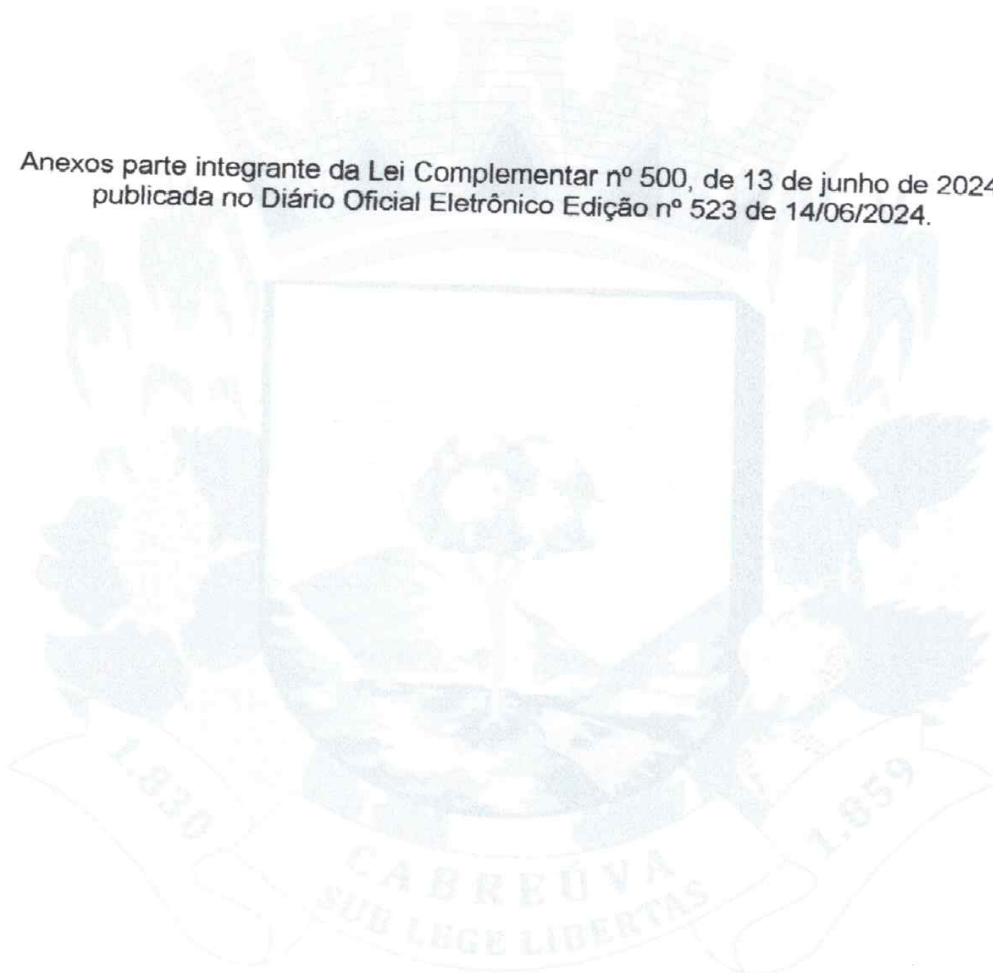 Anexos parte integrante da Lei Complementar nº 500, de 13 de junho de 2024
publicada no Diário Oficial Eletrônico Edição nº 523 de 14/06/2024.
1.830
1.859
CABREÚVA
SUB LEGE LIBERTAS